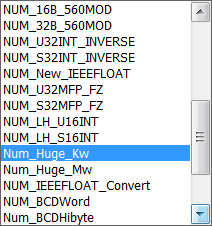 NUM_16B_560MOD
NUM_32B_560MOD
NUM_U32INT_INVERSE
NUM_S32INT_INVERSE
NUM_New_IEEEFLOAT
NUM_U32MFP_FZ
NUM_S32MFP_FZ
NUM_LH_U16INT
NUM_LH_S16INT
Num_Huge_Kw
Num_Huge_Mw
NUM_IEEEFLOAT_Convert
Num_BCDWord
Num_BCDHibyte